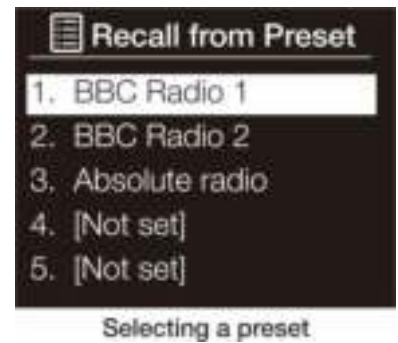 Recall from Preset
1. BBC Radio 1
2. BBC Radio 2
3. Absolute radio
4. [Not set]
5. [Not set]
Selecting a preset